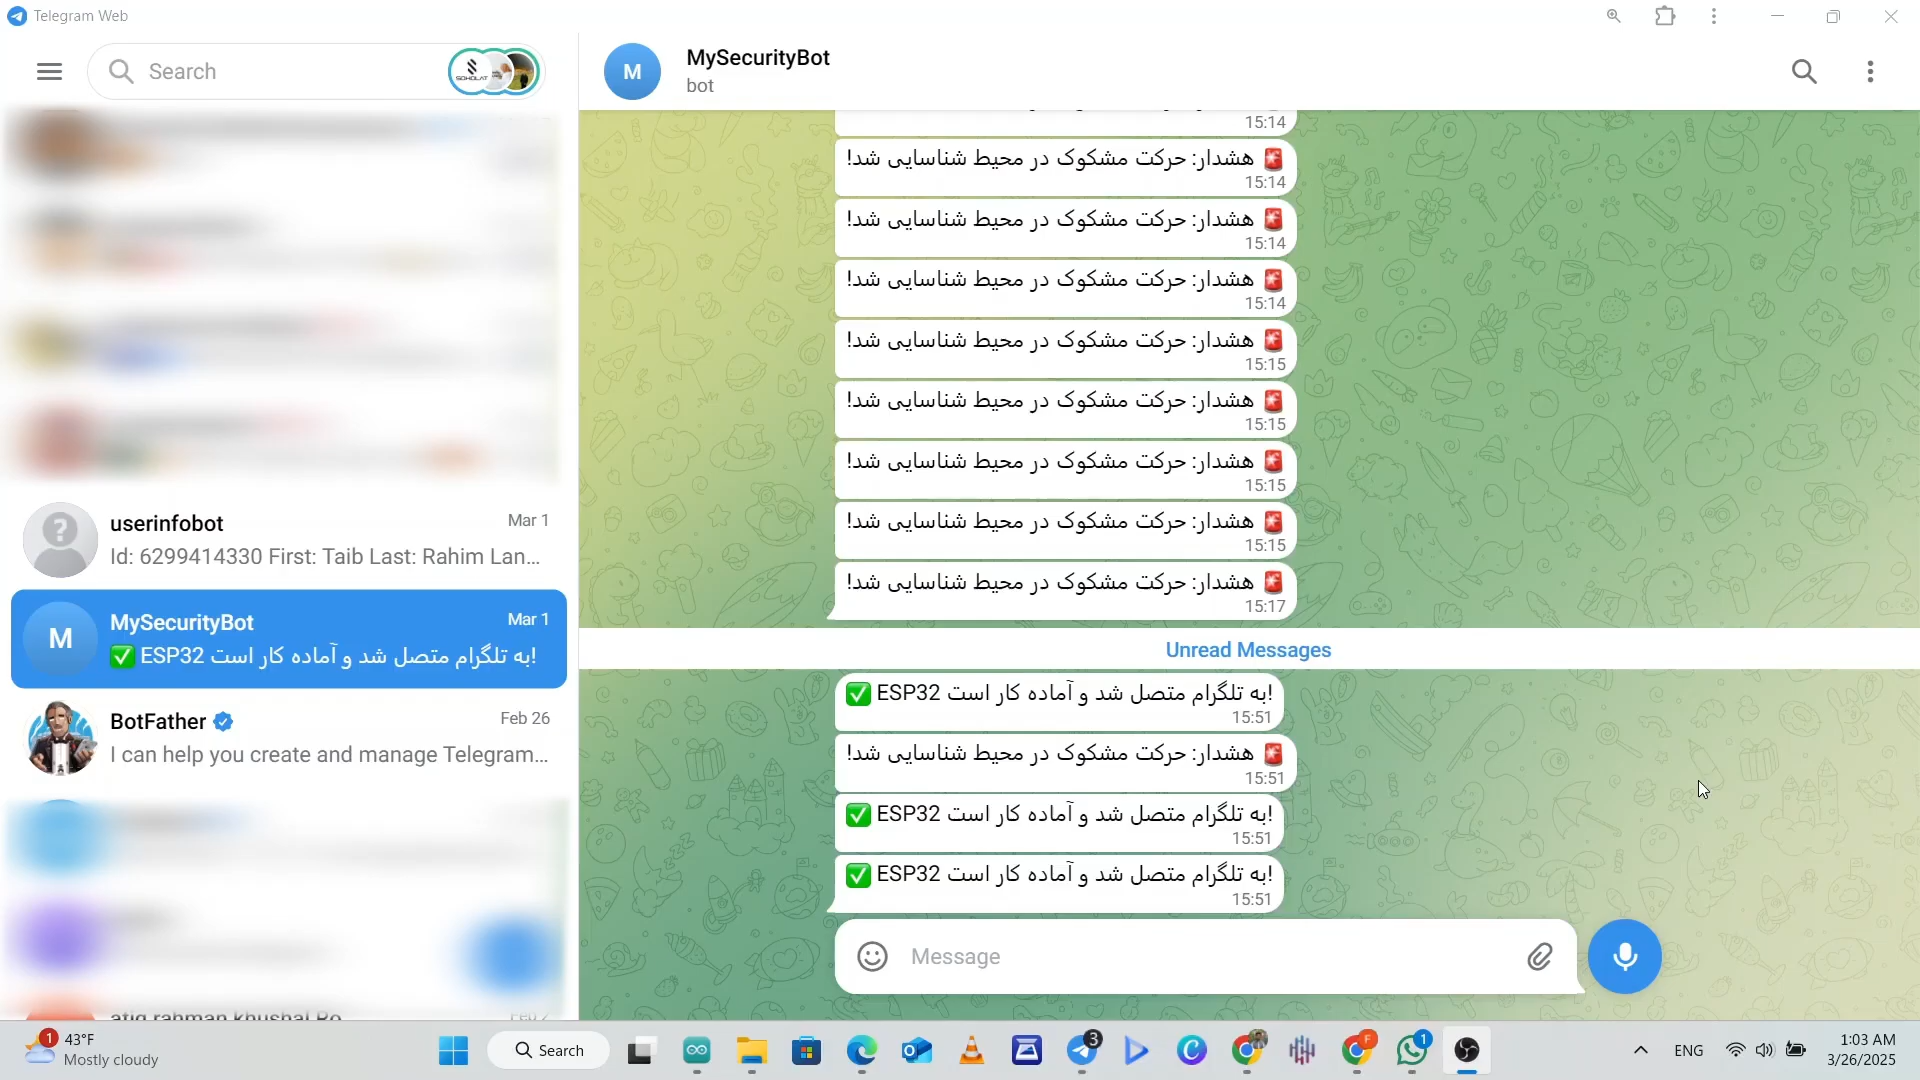 Telegram Web
Search
SOHOLAT
MySecurityBot
bot
15:14
🚨 هشدار: حرکت مشکوک در محیط شناسایی شد!
15:14
🚨 هشدار: حرکت مشکوک در محیط شناسایی شد!
15:14
🚨 هشدار: حرکت مشکوک در محیط شناسایی شد!
15:14
🚨 هشدار: حرکت مشکوک در محیط شناسایی شد!
15:15
🚨 هشدار: حرکت مشکوک در محیط شناسایی شد!
15:15
🚨 هشدار: حرکت مشکوک در محیط شناسایی شد!
15:15
🚨 هشدار: حرکت مشکوک در محیط شناسایی شد!
15:15
🚨 هشدار: حرکت مشکوک در محیط شناسایی شد!
15:17
Unread Messages
✅ ESP32 به تلگرام متصل شد و آماده کار است!
15:51
🚨 هشدار: حرکت مشکوک در محیط شناسایی شد!
15:51
✅ ESP32 به تلگرام متصل شد و آماده کار است!
15:51
✅ ESP32 به تلگرام متصل شد و آماده کار است!
15:51
Message
userinfobot
Mar 1
Id: 6299414330 First: Taib Last: Rahim Lan...
M
MySecurityBot
Mar 1
✅ ESP32 به تلگرام متصل شد و آماده کار است!
BotFather
Feb 26
I can help you create and manage Telegram...
43°F
Mostly cloudy
Search
ENG
1:03 AM
3/26/2025